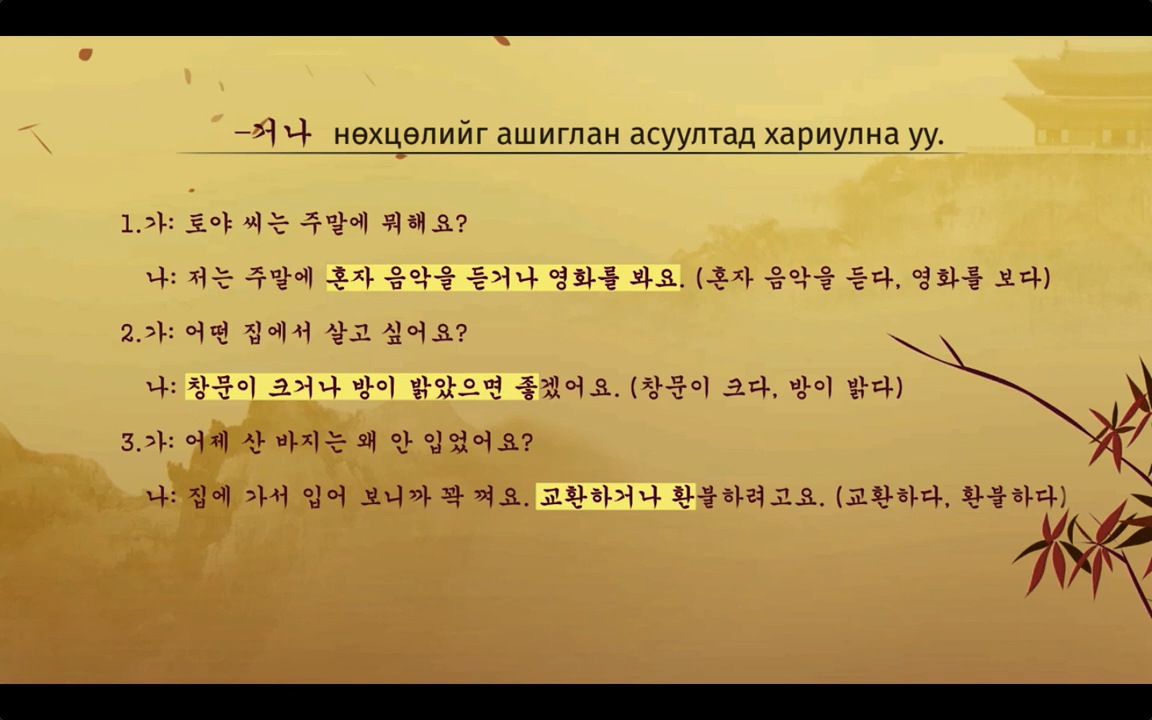 –거나 нөхцөлийг ашиглан асуултад хариулна уу.
1.가: 토야 씨는 주말에 뭐해요?
나: 저는 주말에 혼자 음악을 듣거나 영화를 봐요. (혼자 음악을 듣다, 영화를 보다)
2.가: 어떤 집에서 살고 싶어요?
나: 창문이 크거나 방이 밝았으면 좋겠어요. (창문이 크다, 방이 밝다)
3.가: 어제 산 바지는 왜 안 입었어요?
나: 집에 가서 입어 보니까 꽉 껴요. 교환하거나 환불하려고요. (교환하다, 환불하다)